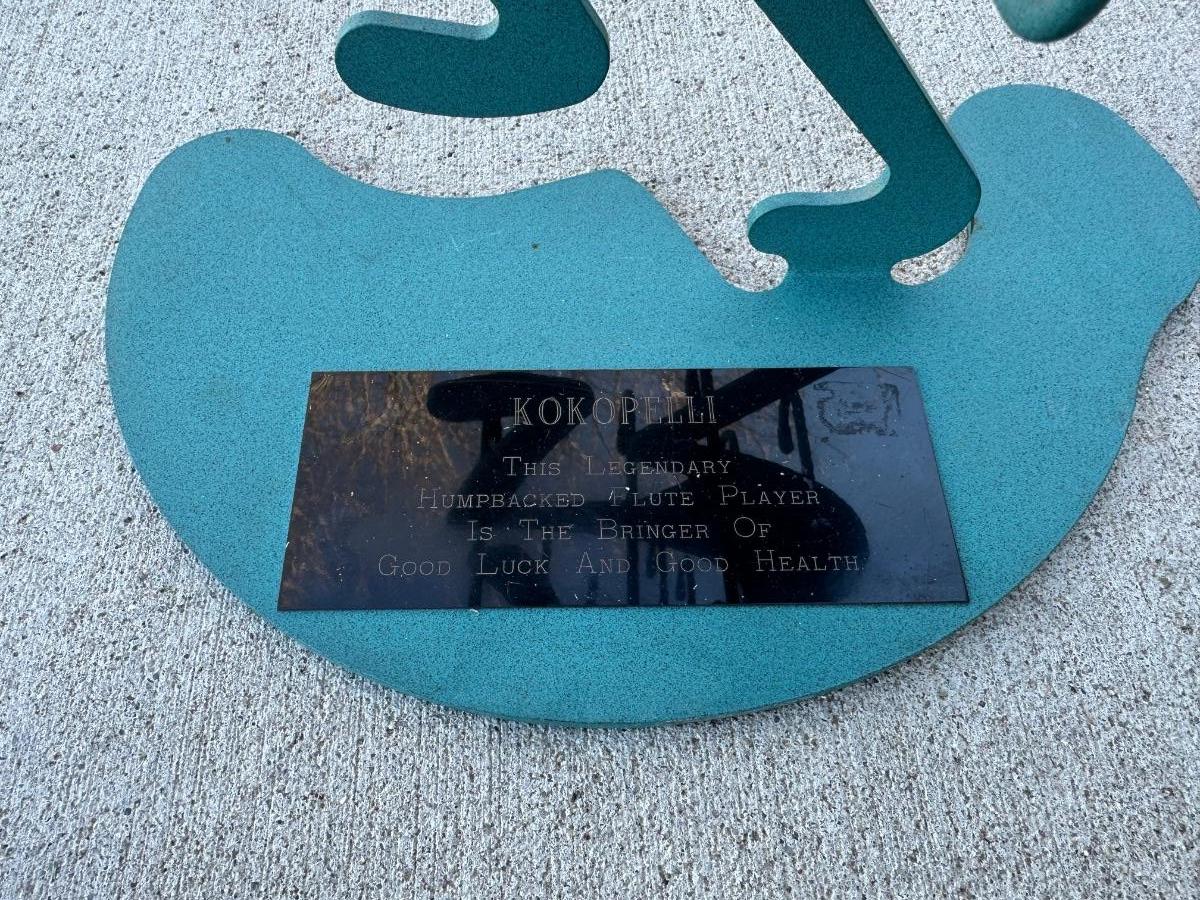 KOKOPELLI
This Legendary
Humpbacked Flute Player
Is The Bringer Of
Good Luck And Good Health